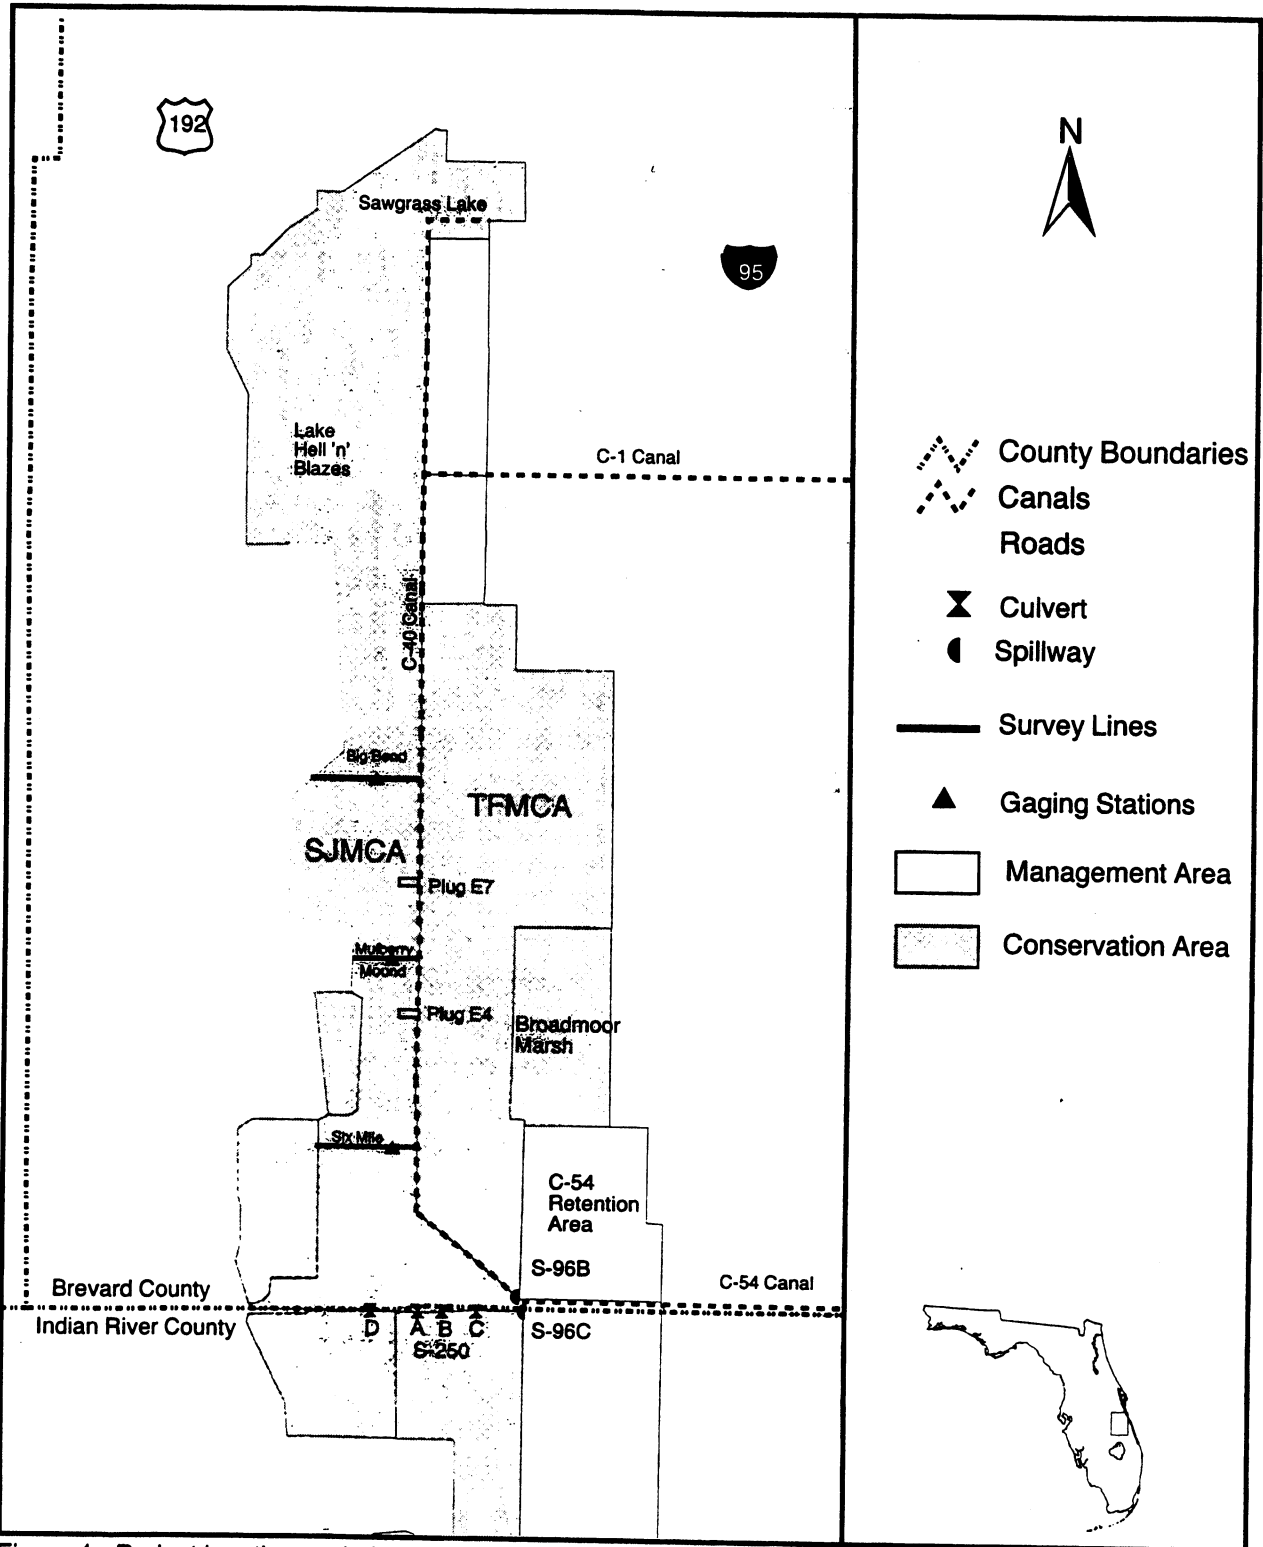 192
N
Sawgrass Lake
95
Lake
Hell 'n'
Blazes
C-1 Canal
County Boundaries
Canals
Roads
C-40 Canal
Culvert
Spillway
Survey Lines
Big Bend
TFMCA
Gaging Stations
SJMCA
Plug E7
Management Area
Mulberry
Mound
Conservation Area
Plug E4
Broadmoor
Marsh
Six Mile
C-54
Retention
Area
S-96B
C-54 Canal
Brevard County
Indian River County
D A B C
S-250
S-96C